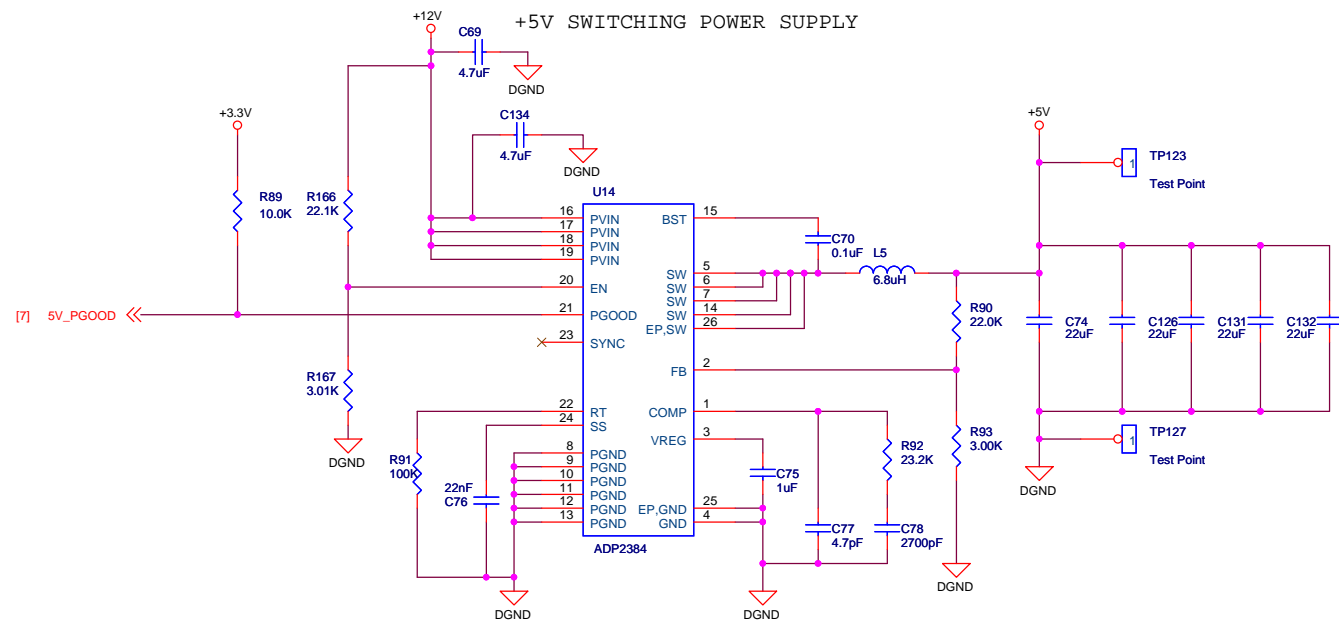 +5V SWITCHING POWER SUPPLY
+12V
C69
4.7uF
DGND
+3.3V
C134
4.7uF
DGND
+5V
TP123
1
Test Point
R89
10.0K
R166
22.1K
U14
16 PVIN
17 PVIN
18 PVIN
19 PVIN
20 EN
21 PGOOD
23 SYNC
22 RT
24 SS
8 PGND
9 PGND
10 PGND
11 PGND
12 PGND
13 PGND
BST 15
SW 5
SW 6
SW 7
SW 14
EP,SW 26
FB 2
COMP 1
VREG 3
EP,GND 25
GND 4
ADP2384
C70
0.1uF
L5
6.8uH
[7] 5V_PGOOD
R90
22.0K
C74
22uF
C126
22uF
C131
22uF
C132
22uF
R167
3.01K
DGND
R91
100K
22nF
C76
DGND
C75
1uF
R92
23.2K
R93
3.00K
C77
4.7pF
C78
2700pF
DGND
DGND
TP127
1
Test Point
DGND